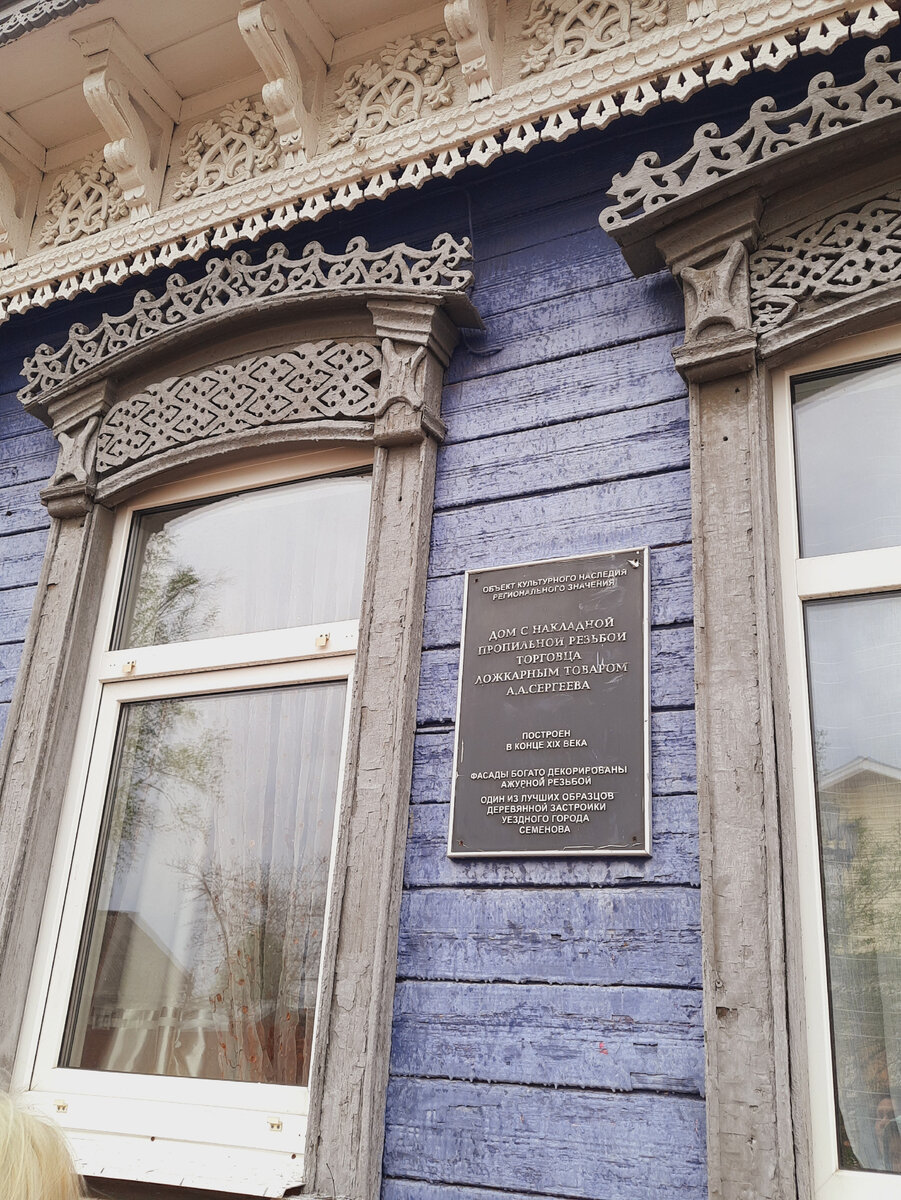 ОБЪЕКТ КУЛЬТУРНОГО НАСЛЕДИЯ
РЕГИОНАЛЬНОГО ЗНАЧЕНИЯ
ДОМ С НАКЛАДНОЙ
ПРОПИЛЬНОЙ РЕЗЬБОЙ
ТОРГОВЦА
ЛОЖКАРНЫМ ТОВАРОМ
А.А.СЕРГЕЕВА
ПОСТРОЕН
В КОНЦЕ XIX ВЕКА
ФАСАДЫ БОГАТО ДЕКОРИРОВАНЫ
АЖУРНОЙ РЕЗЬБОЙ
ОДИН ИЗ ЛУЧШИХ ОБРАЗЦОВ
ДЕРЕВЯННОЙ ЗАСТРОЙКИ
УЕЗДНОГО ГОРОДА
СЕМЕНОВА